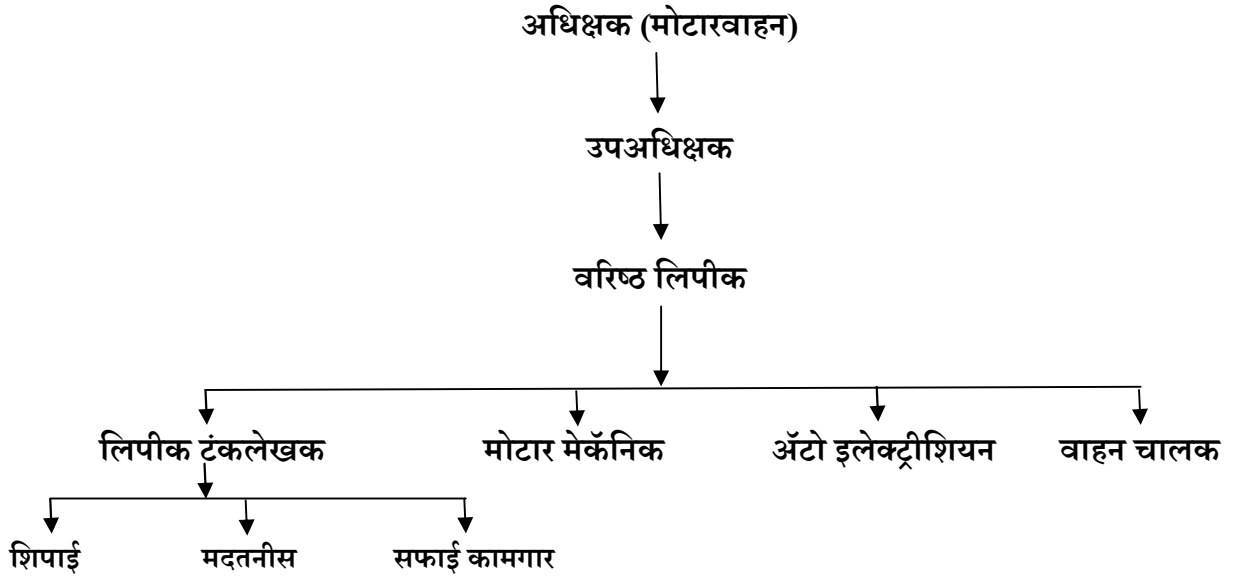 अधिक्षक (मोटारवाहन)
उपअधिक्षक
वरिष्ठ लिपीक
लिपीक टंकलेखक मोटार मेकॅनिक ॲटो इलेक्ट्रीशियन वाहन चालक
शिपाई मदतनीस सफाई कामगार